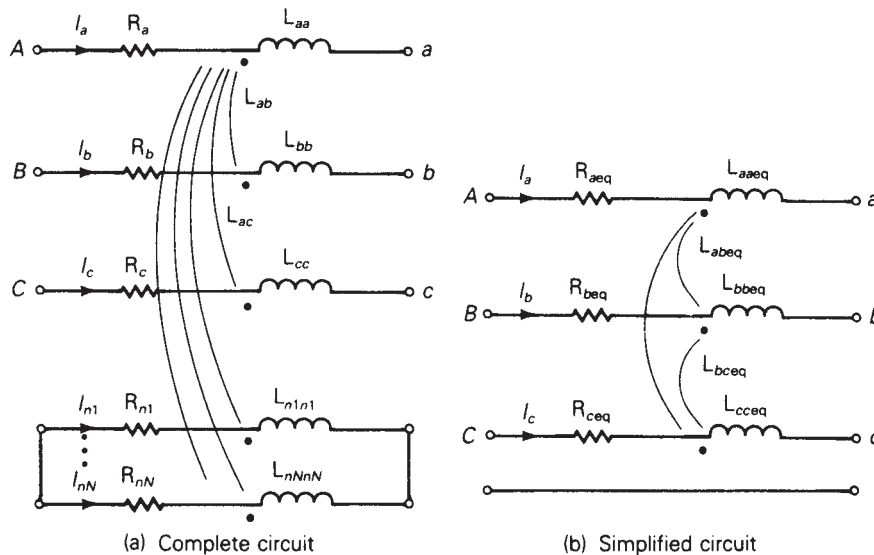 I_a R_a L_aa
A a
L_ab
I_b R_b L_bb
B b
L_ac
I_c R_c L_cc
C c
I_n1 R_n1 L_n1n1
I_nN R_nN L_nNnN
(a) Complete circuit
I_a R_aeq L_aaeq
A a
L_abeq
I_b R_beq L_bbeq
B b
L_bceq
I_c R_ceq L_cceq
C c
(b) Simplified circuit